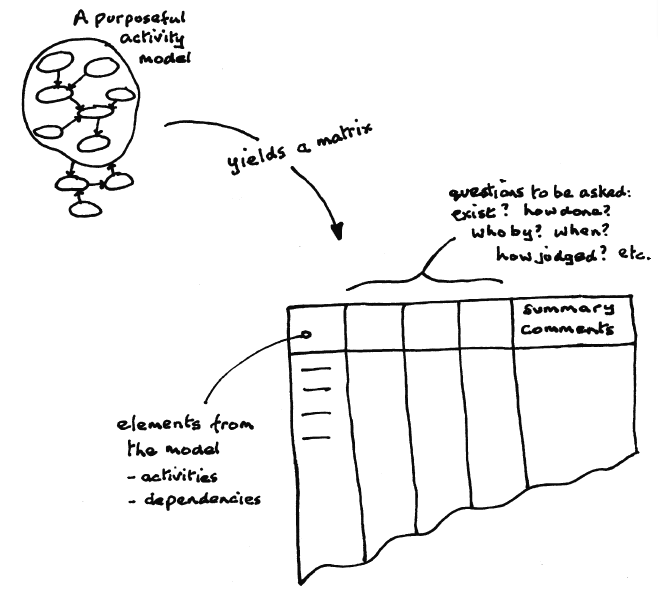 A purposeful
activity
model
yields a matrix
questions to be asked:
exist? how done?
who by? when?
how judged? etc.
summary
comments
elements from
the model
- activities
- dependencies